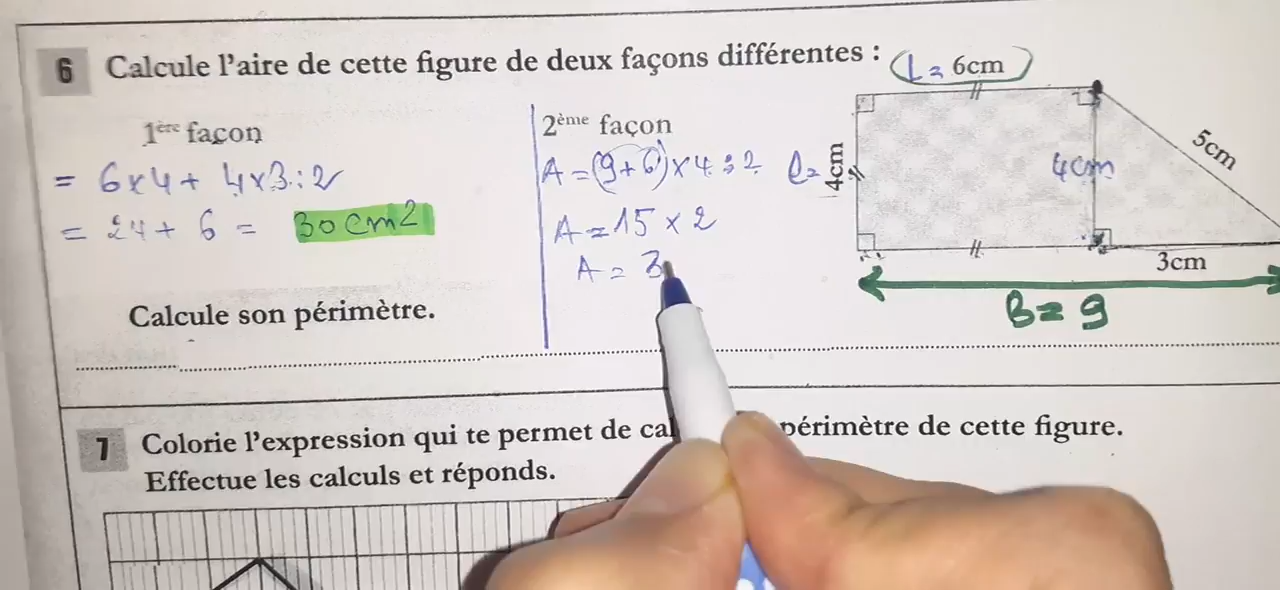 6 Calcule l'aire de cette figure de deux façons différentes :
L = 6cm
1ère façon
= 6 x 4 + 4 x 3 : 2
= 24 + 6 = 30 cm2
2ème façon
A = (9 + 6) x 4 : 2
A = 15 x 2
A = 3
l = 4cm
4cm
5cm
3cm
B = 9
Calcule son périmètre.
7 Colorie l'expression qui te permet de cal périmètre de cette figure.
Effectue les calculs et réponds.